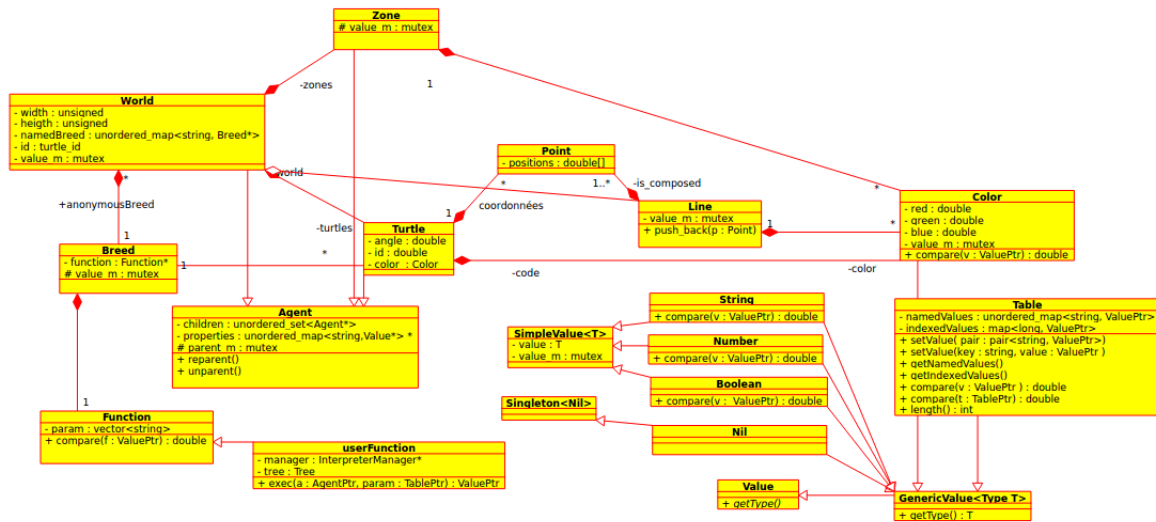 Zone
# value_m : mutex
1
-zones
World
- width : unsigned
- heigth : unsigned
- namedBreed : unordered_map<string, Breed*>
- id : turtle_id
- value_m : mutex
*
world
+anonymousBreed
1
Point
- positions : double[]
*
1..*
-is_composed
coordonnées
1
Line
- value_m : mutex
+ push_back(p : Point)
1
*
*
Color
- red : double
- green : double
- blue : double
- value_m : mutex
+ compare(v : ValuePtr) : double
-turtles
*
Turtle
- angle : double
- id : double
- color_: Color
-code
-color
Breed
- function : Function*
# value_m : mutex
1
Agent
- children : unordered_set<Agent*>
- properties : unordered_map<string,Value*> *
# parent_m : mutex
+ reparent()
+ unparent()
1
Function
- param : vector<string>
+ compare(f : ValuePtr) : double
userFunction
- manager : InterpreterManager*
- tree : Tree
+ exec(a : AgentPtr, param : TablePtr) : ValuePtr
String
+ compare(v : ValuePtr) : double
SimpleValue<T>
- value : T
- value_m : mutex
Number
+ compare(v : ValuePtr) : double
Boolean
+ compare(v : ValuePtr) : double
Singleton<Nil>
Nil
Table
- namedValues : unordered_map<string, ValuePtr>
- indexedValues : map<long, ValuePtr>
+ setValue( pair : pair<string, ValuePtr>)
+ setValue(key : string, value : ValuePtr )
+ getNamedValues()
+ getIndexedValues()
+ compare(v : ValuePtr ) : double
+ compare(t : TablePtr) : double
+ length() : int
Value
+ getType()
GenericValue<Type T>
+ getType() : T